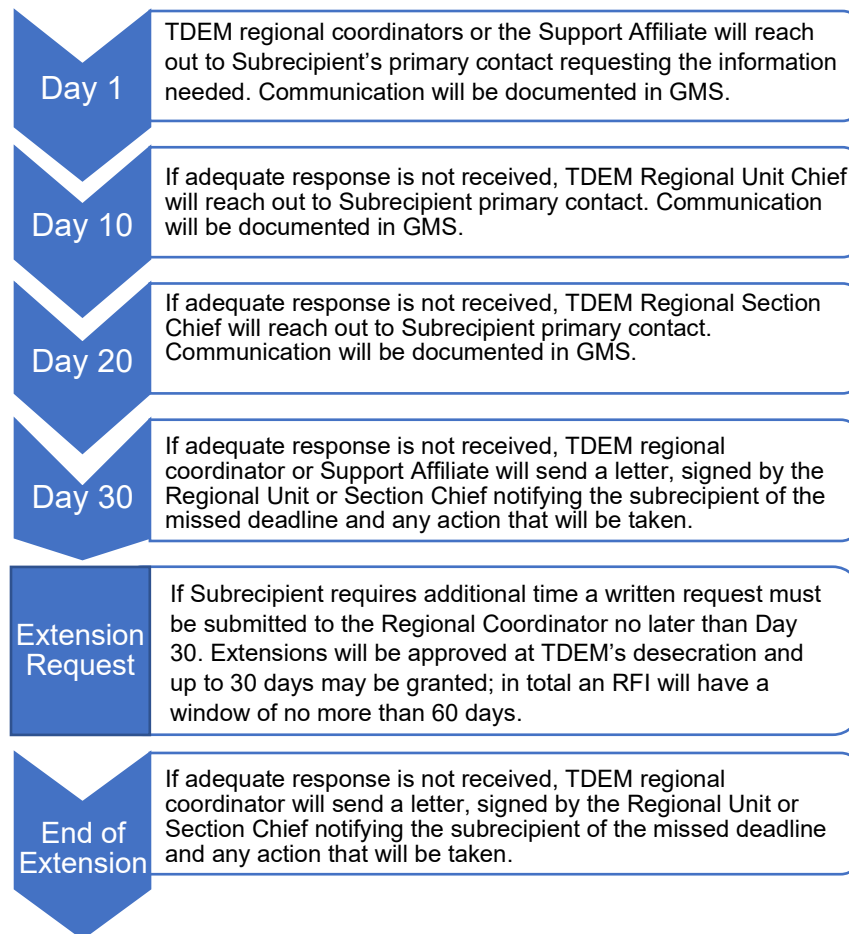 Day 1
TDEM regional coordinators or the Support Affiliate will reach
out to Subrecipient’s primary contact requesting the information
needed. Communication will be documented in GMS.
Day 10
If adequate response is not received, TDEM Regional Unit Chief
will reach out to Subrecipient primary contact. Communication
will be documented in GMS.
Day 20
If adequate response is not received, TDEM Regional Section
Chief will reach out to Subrecipient primary contact.
Communication will be documented in GMS.
Day 30
If adequate response is not received, TDEM regional
coordinator or Support Affiliate will send a letter, signed by the
Regional Unit or Section Chief notifying the subrecipient of the
missed deadline and any action that will be taken.
Extension
Request
If Subrecipient requires additional time a written request must
be submitted to the Regional Coordinator no later than Day
30. Extensions will be approved at TDEM’s desecration and
up to 30 days may be granted; in total an RFI will have a
window of no more than 60 days.
End of
Extension
If adequate response is not received, TDEM regional
coordinator will send a letter, signed by the Regional Unit or
Section Chief notifying the subrecipient of the missed deadline
and any action that will be taken.